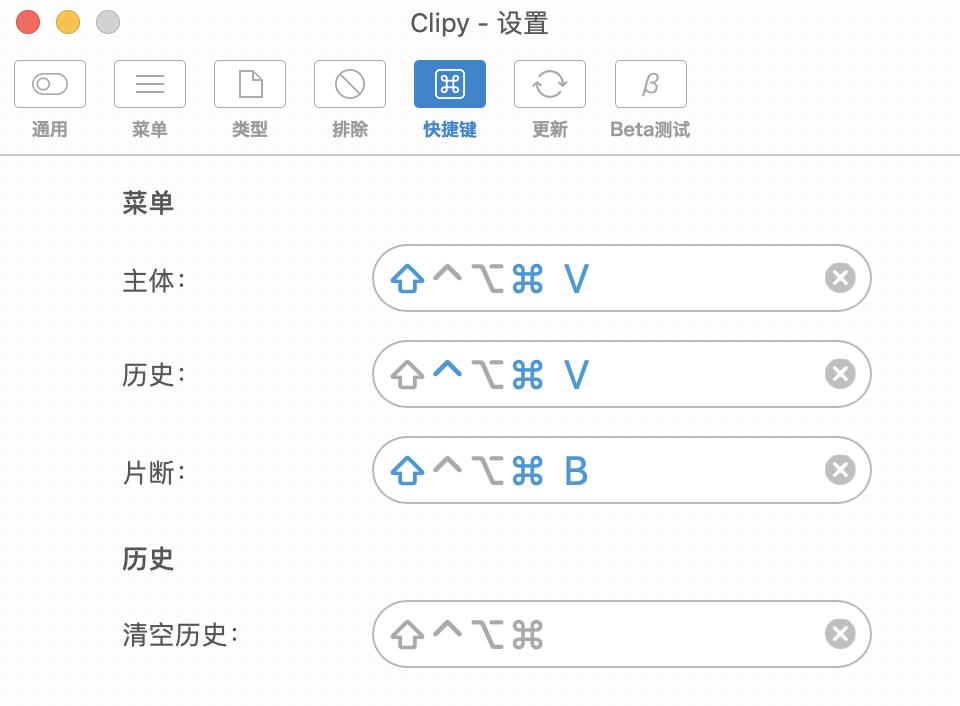 Clipy - 设置
通用 菜单 类型 排除 快捷键 更新 Beta测试
菜单
主体： ⇧⌃⌥⌘ V
历史： ⇧⌃⌥⌘ V
片断： ⇧⌃⌥⌘ B
历史
清空历史： ⇧⌃⌥⌘